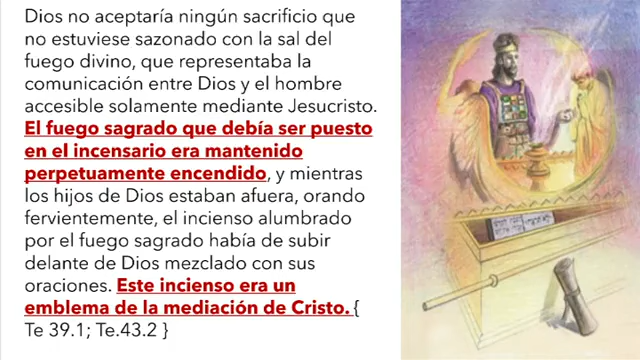 Dios no aceptaría ningún sacrificio que
no estuviese sazonado con la sal del
fuego divino, que representaba la
comunicación entre Dios y el hombre
accesible solamente mediante Jesucristo.
El fuego sagrado que debía ser puesto
en el incensario era mantenido
perpetuamente encendido, y mientras
los hijos de Dios estaban afuera, orando
fervientemente, el incienso alumbrado
por el fuego sagrado había de subir
delante de Dios mezclado con sus
oraciones. Este incienso era un
emblema de la mediación de Cristo. {
Te 39.1; Te.43.2 }